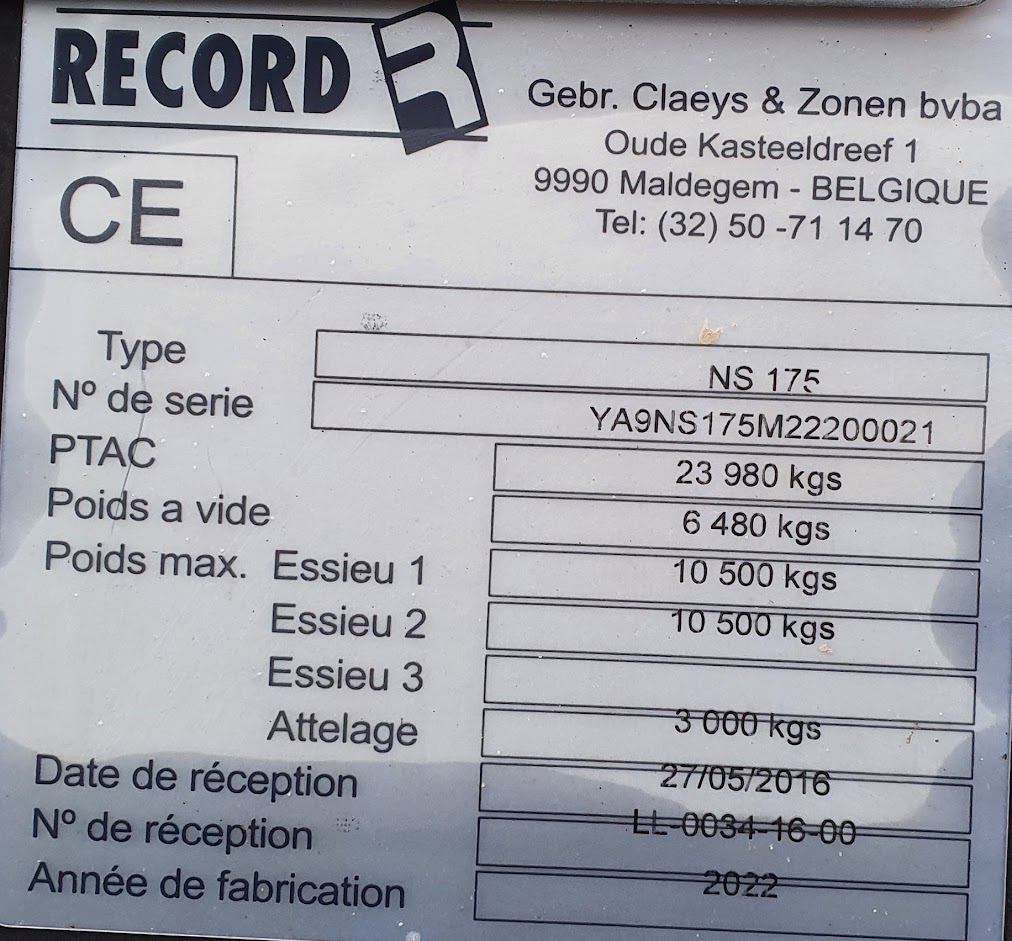 RECORD R
Gebr. Claeys & Zonen bvba
Oude Kasteeldreef 1
9990 Maldegem - BELGIQUE
Tel: (32) 50 -71 14 70
CE
Type NS 175
Nº de serie YA9NS175M22200021
PTAC 23 980 kgs
Poids a vide 6 480 kgs
Poids max. Essieu 1 10 500 kgs
Essieu 2 10 500 kgs
Essieu 3
Attelage 3 000 kgs
Date de réception 27/05/2016
Nº de réception LL-0034-16-00
Année de fabrication 2022